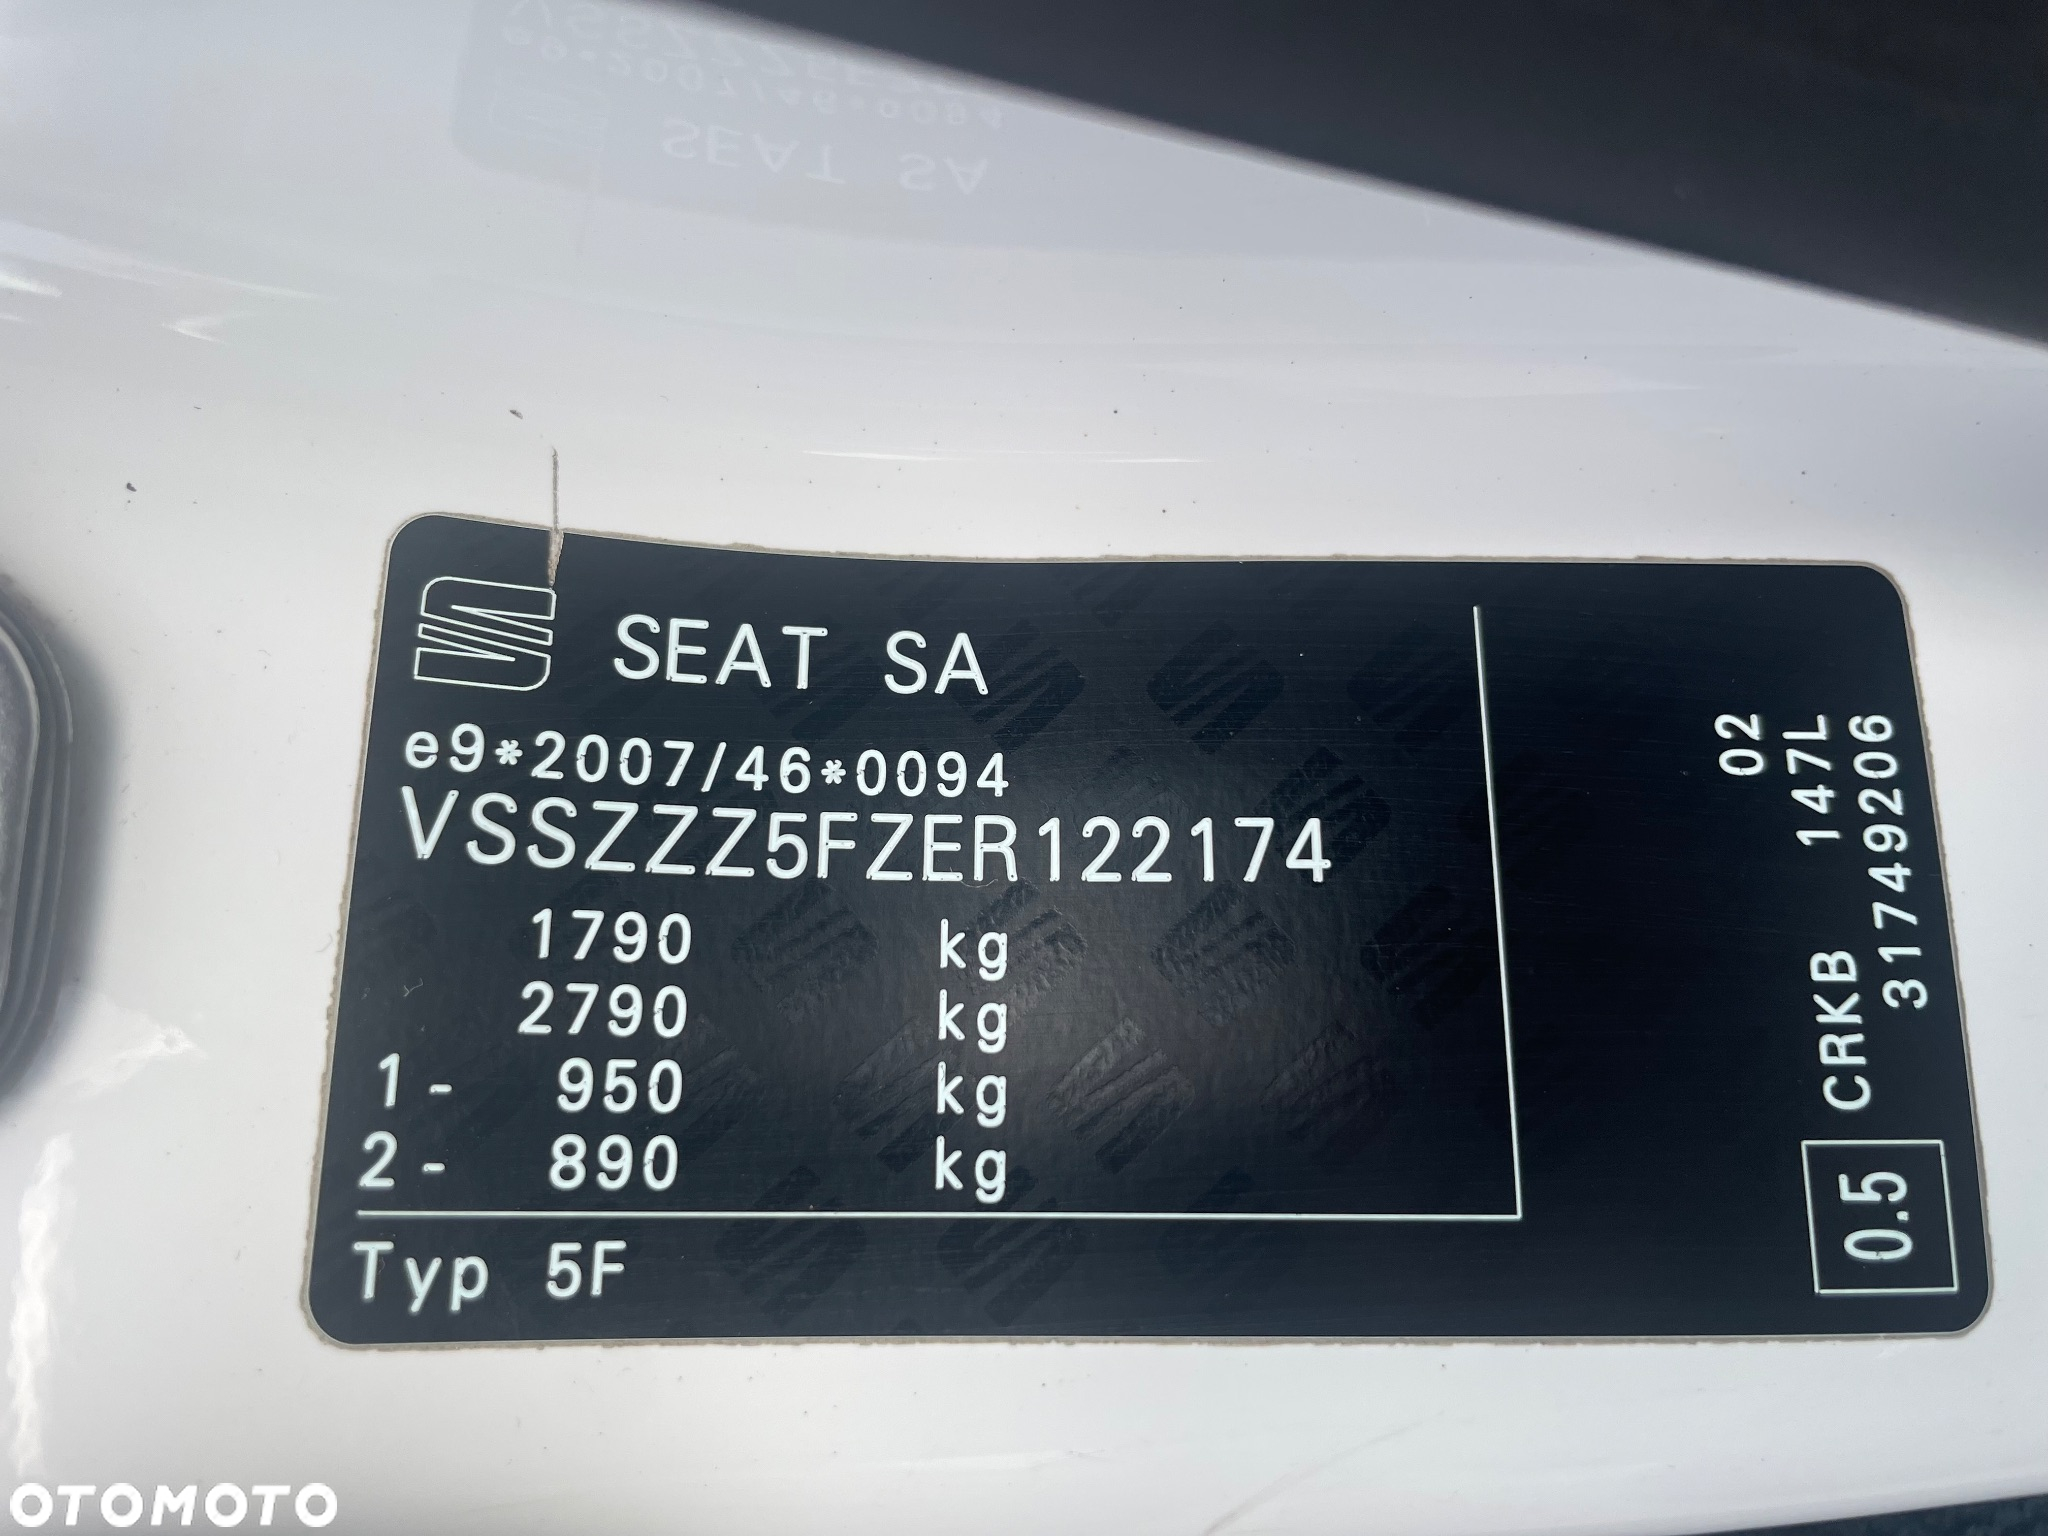 SEAT SA
e9*2007/46*0094
VSSZZZ5FZER122174
1790 kg
2790 kg
1- 950 kg
2- 890 kg
Typ 5F
02
CRKB 147L
31749206
0.5
OTOMOTO